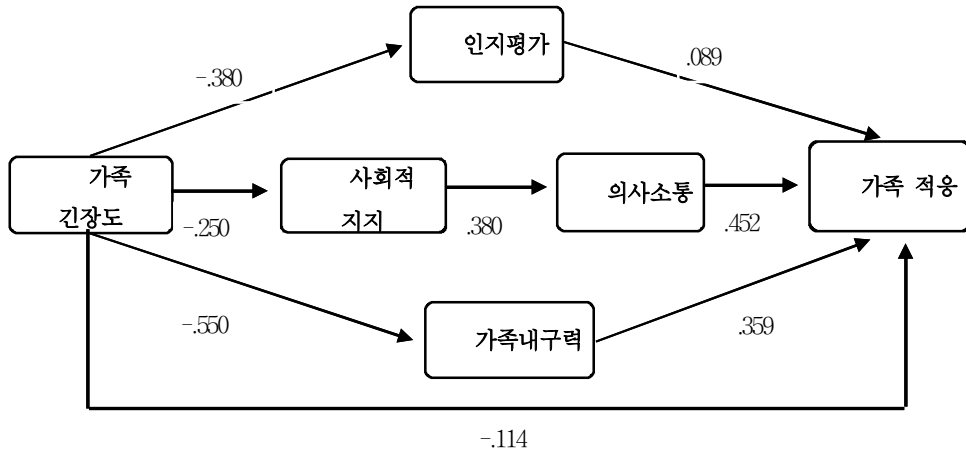 인지평가
-.380
.089
가족
긴장도
사회적
지지
의사소통
가족 적응
-.250
.380
.452
-.550
가족내구력
.359
-.114